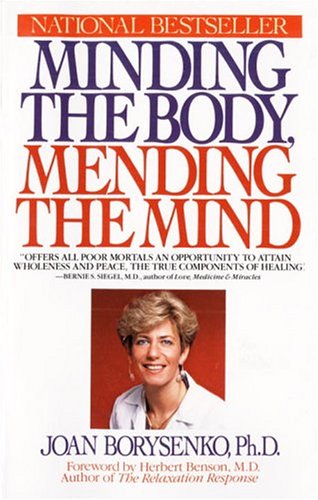 NATIONAL BESTSELLER
MINDING
THE BODY,
MENDING
THE MIND
"OFFERS ALL POOR MORTALS AN OPPORTUNITY TO ATTAIN
WHOLENESS AND PEACE, THE TRUE COMPONENTS OF HEALING."
—BERNIE S. SIEGEL, M.D., author of Love, Medicine & Miracles
JOAN BORYSENKO, Ph.D.
Foreword by Herbert Benson, M.D.
Author of The Relaxation Response